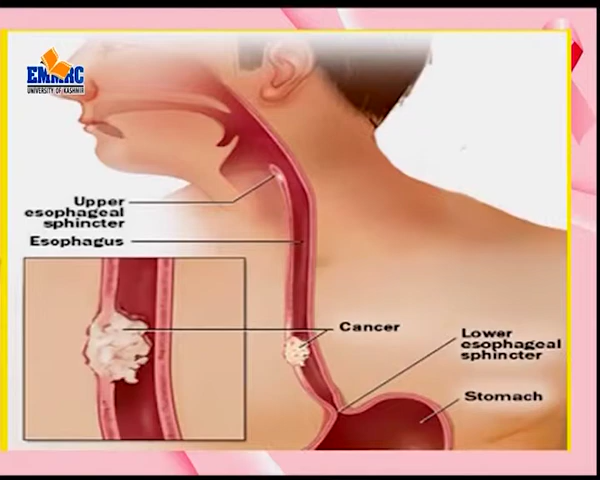 EMMRC
UNIVERSITY OF KASHMIR
Upper
esophageal
sphincter
Esophagus
Cancer
Lower
esophageal
sphincter
Stomach